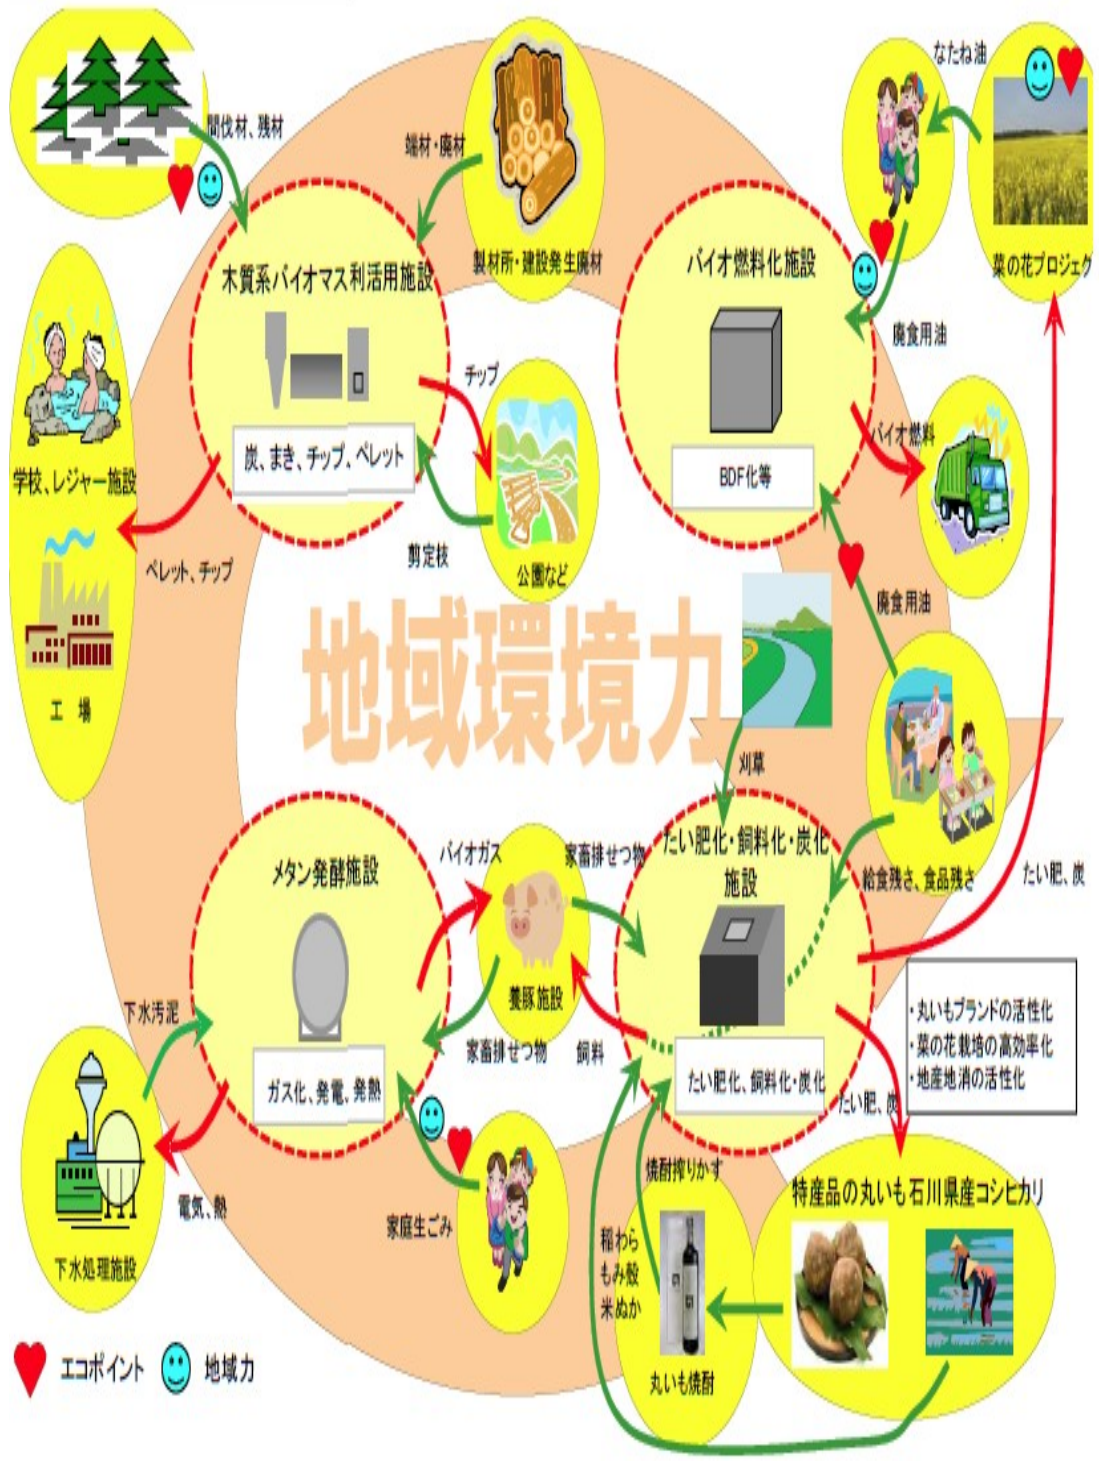 間伐材、残材
端材・廃材
製材所・建設発生廃材
なたね油
菜の花プロジェク
木質系バイオマス利活用施設
炭、まき、チップ、ペレット
チップ
剪定枝
公園など
バイオ燃料化施設
BDF化等
廃食用油
バイオ燃料
廃食用油
学校、レジャー施設
ペレット、チップ
工 場
地域環境力
刈草
給食残さ、食品残さ
たい肥、炭
メタン発酵施設
ガス化、発電、発熱
バイオガス
家畜排せつ物
養豚施設
家畜排せつ物
飼料
たい肥化・飼料化・炭化
施設
たい肥化、飼料化・炭化
・丸いもブランドの活性化
・菜の花栽培の高効率化
・地産地消の活性化
たい肥、炭
下水汚泥
下水処理施設
電気、熱
家庭生ごみ
焼酎搾りかす
稲わら
もみ殻
米ぬか
丸いも焼酎
特産品の丸いも石川県産コシヒカリ
エコポイント
地域力